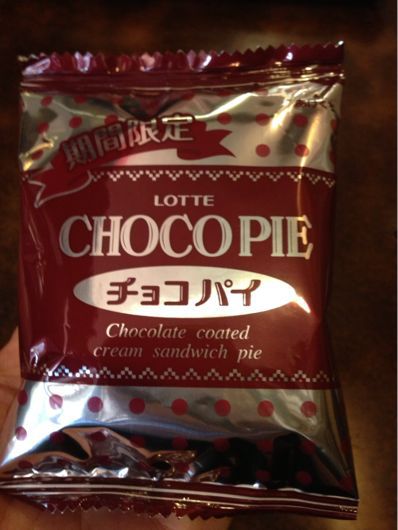 期間限定
LOTTE
CHOCO PIE
チョコパイ
Chocolate coated
cream sandwich pie